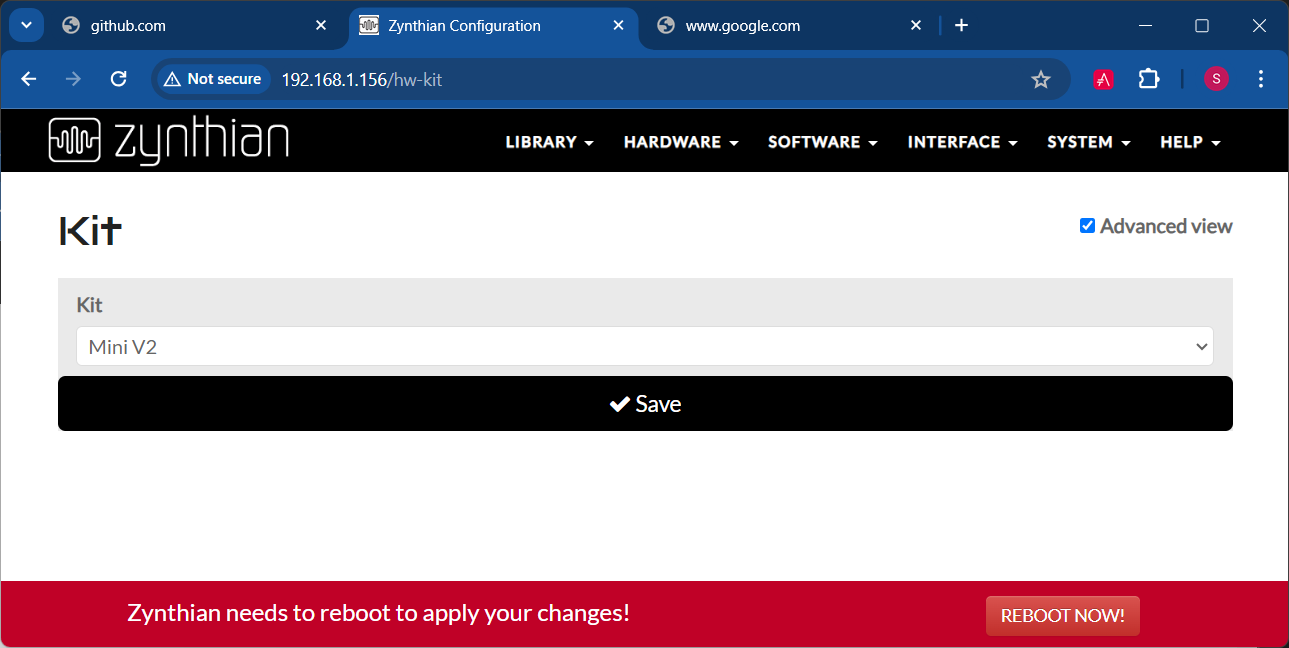 github.com
Zynthian Configuration
www.google.com
Not secure
192.168.1.156/hw-kit
S
zynthian
LIBRARY
HARDWARE
SOFTWARE
INTERFACE
SYSTEM
HELP
Kit
Advanced view
Kit
Mini V2
Save
Zynthian needs to reboot to apply your changes!
REBOOT NOW!